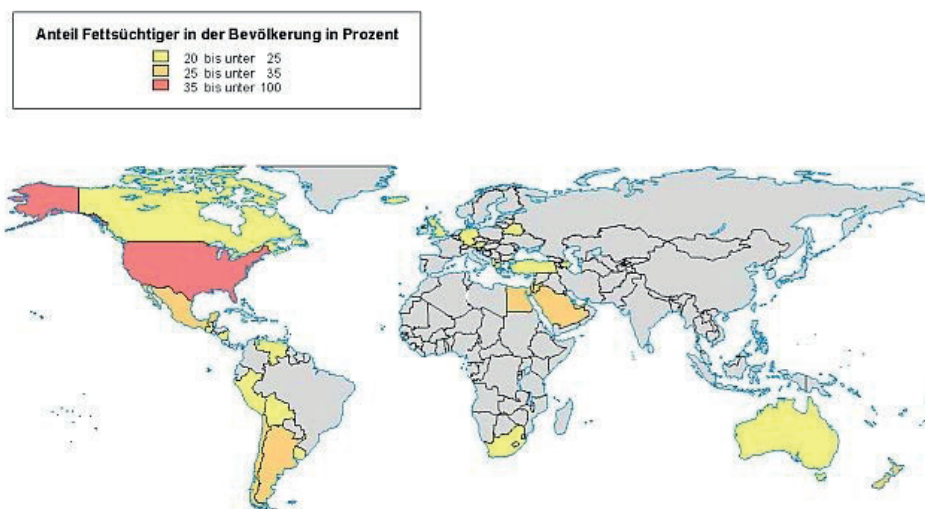 Anteil Fettsüchtiger in der Bevölkerung in Prozent
20 bis unter 25
25 bis unter 35
35 bis unter 100